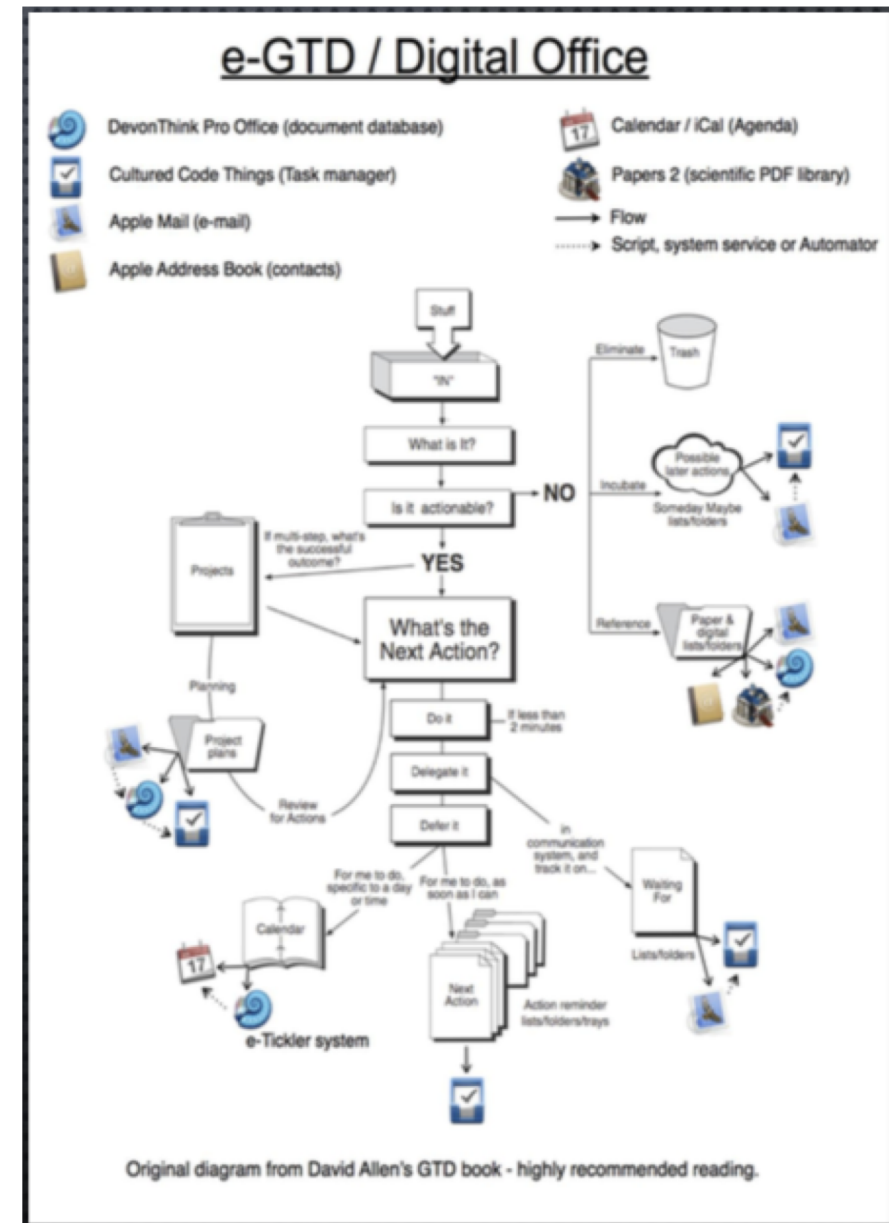 e-GTD / Digital Office
DevonThink Pro Office (document database)
Cultured Code Things (Task manager)
Apple Mail (e-mail)
Apple Address Book (contacts)
17
Calendar / iCal (Agenda)
Papers 2 (scientific PDF library)
Flow
Script, system service or Automator
Stuff
"IN"
What is It?
Is it actionable?
NO
Eliminate
Trash
Incubate
Possible
later actions
Someday Maybe
lists/folders
Reference
Paper &
digital
lists/folders
YES
If multi-step, what's
the successful
outcome?
Projects
What's the
Next Action?
Planning
Project
plans
Review
for Actions
Do it
If less than
2 minutes
Delegate it
Defer it
in
communication
system, and
track it on...
Waiting
For
Lists/folders
For me to do,
specific to a day
or time
For me to do, as
soon as I can
Calendar
17
e-Tickler system
Next
Action
Action reminder
lists/folders/trays
Original diagram from David Allen's GTD book - highly recommended reading.